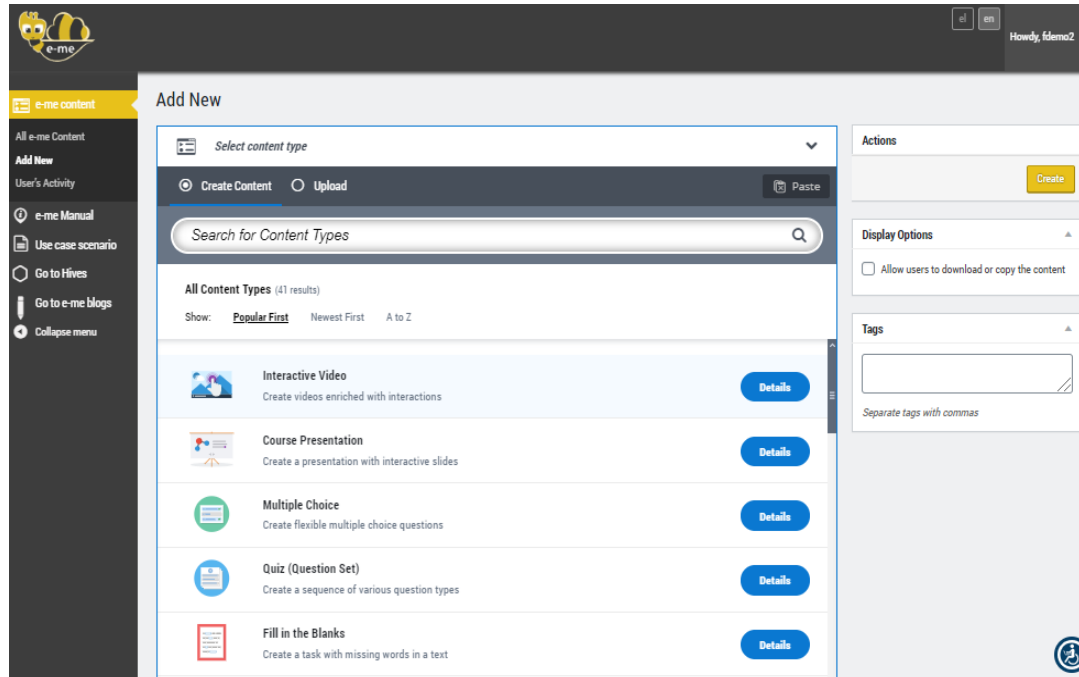 e-me
el en
Howdy, fdemo2
e-me content
All e-me Content
Add New
User's Activity
e-me Manual
Use case scenario
Go to Hives
Go to e-me blogs
Collapse menu
Add New
Select content type
Create Content Upload Paste
Search for Content Types
All Content Types (41 results)
Show: Popular First Newest First A to Z
Interactive Video
Create videos enriched with interactions
Details
Course Presentation
Create a presentation with interactive slides
Details
Multiple Choice
Create flexible multiple choice questions
Details
Quiz (Question Set)
Create a sequence of various question types
Details
Fill in the Blanks
Create a task with missing words in a text
Details
Actions
Create
Display Options
Allow users to download or copy the content
Tags
Separate tags with commas